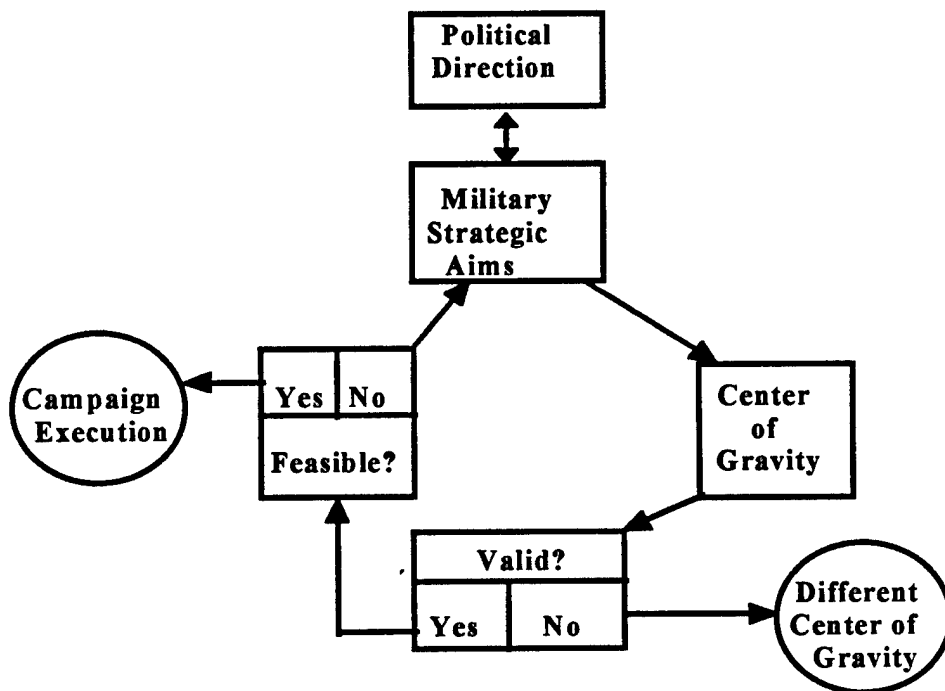 Political
Direction
Military
Strategic
Aims
Yes No
Feasible?
Campaign
Execution
Center
of
Gravity
Valid?
Yes No
Different
Center of
Gravity